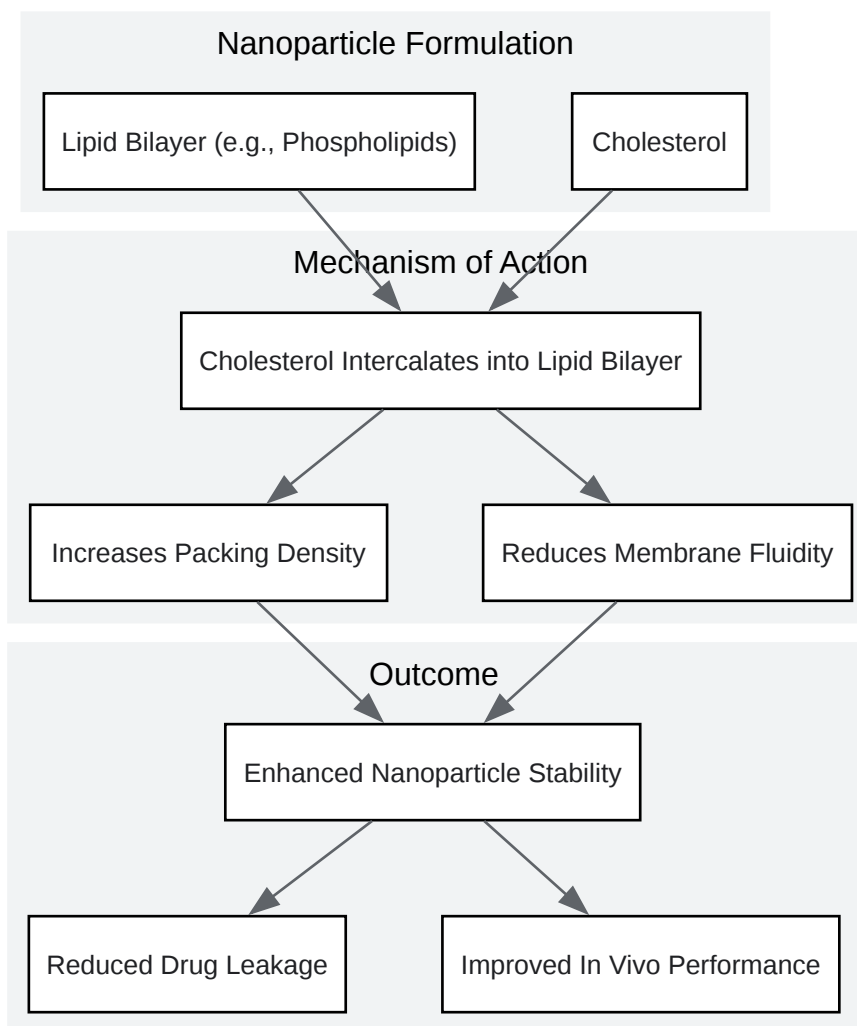 Nanoparticle Formulation
Lipid Bilayer (e.g., Phospholipids)
Cholesterol
Mechanism of Action
Cholesterol Intercalates into Lipid Bilayer
Increases Packing Density
Reduces Membrane Fluidity
Outcome
Enhanced Nanoparticle Stability
Reduced Drug Leakage
Improved In Vivo Performance